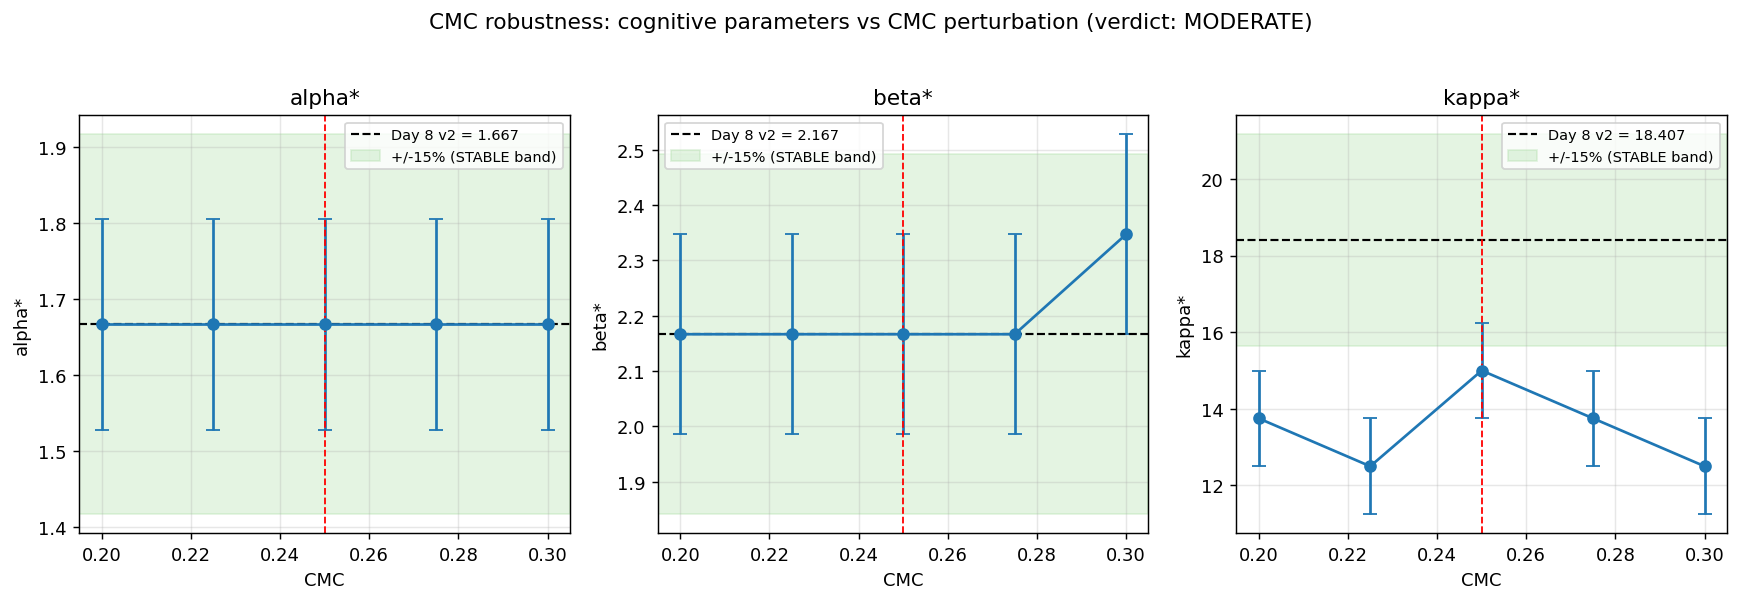 CMC robustness: cognitive parameters vs CMC perturbation (verdict: MODERATE)
alpha*
Day 8 v2 = 1.667
+/-15% (STABLE band)
1.9
1.8
1.7
1.6
1.5
1.4
alpha*
0.20 0.22 0.24 0.26 0.28 0.30
CMC
beta*
Day 8 v2 = 2.167
+/-15% (STABLE band)
2.5
2.4
2.3
2.2
2.1
2.0
1.9
beta*
0.20 0.22 0.24 0.26 0.28 0.30
CMC
kappa*
Day 8 v2 = 18.407
+/-15% (STABLE band)
20
18
16
14
12
kappa*
0.20 0.22 0.24 0.26 0.28 0.30
CMC